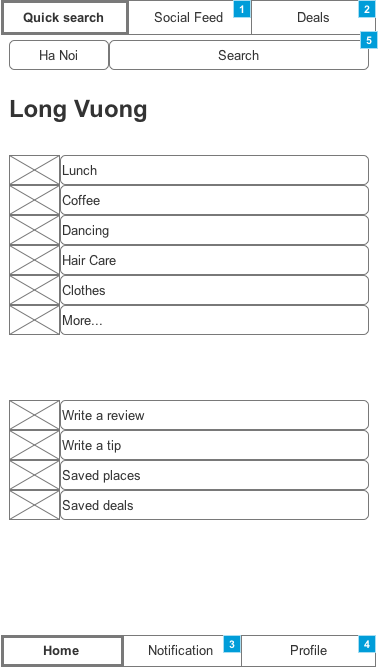 Quick search Social Feed 1 Deals 2
Ha Noi Search 5
Long Vuong
Lunch
Coffee
Dancing
Hair Care
Clothes
More...
Write a review
Write a tip
Saved places
Saved deals
Home Notification 3 Profile 4